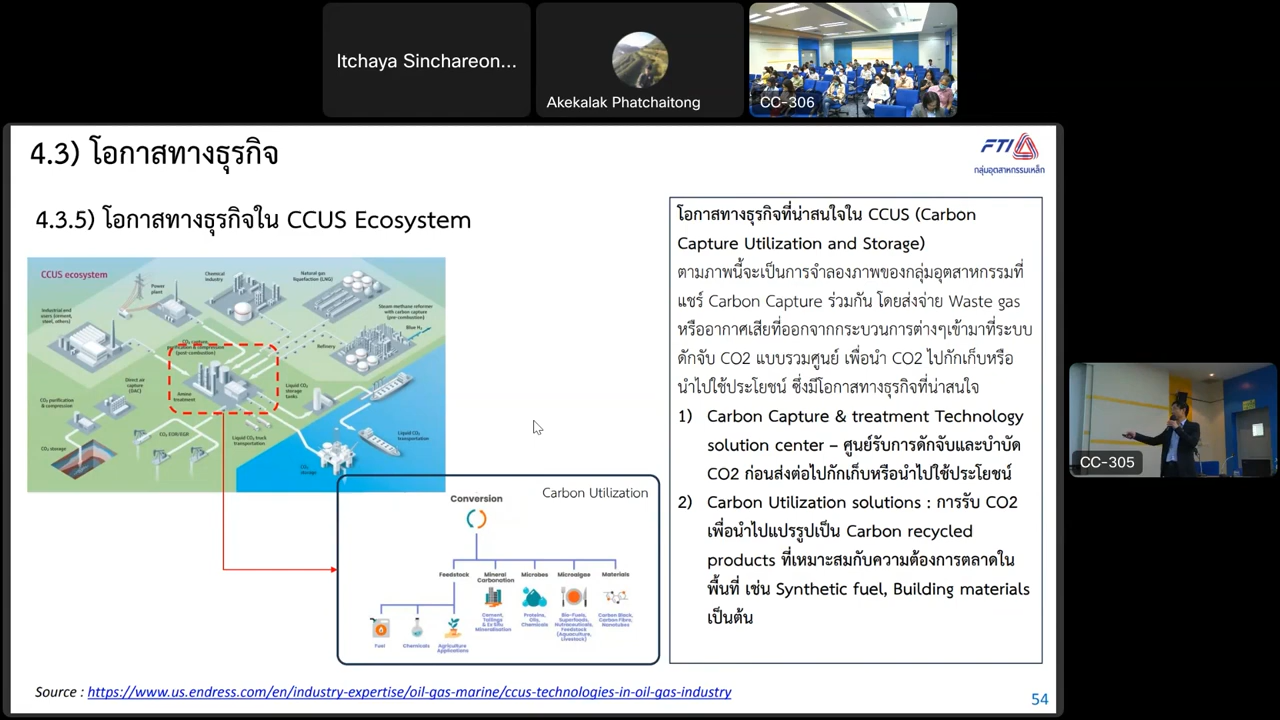 Itchaya Sinchareon...
Akekalak Phatchaitong
CC-306
4.3) โอกาสทางธุรกิจ
FTI
กลุ่มอุตสาหกรรมเหล็ก
4.3.5) โอกาสทางธุรกิจใน CCUS Ecosystem
CCUS ecosystem
Power
plant
Chemical
industry
Natural gas
liquefaction (LNG)
Industrial end
users (cement,
steel, others)
Steam methane reformer
with carbon capture
(pre-combustion)
Blue H₂
CO₂ capture
purification & compression
(post-combustion)
Refinery
Direct air
capture
(DAC)
Amine
treatment
Liquid CO₂
storage
tanks
CO₂ purification
& compression
CO₂ storage
CO₂ EOR/EGR
Liquid CO₂ truck
transportation
Liquid CO₂
transportation
CO₂
storage
Carbon Utilization
Conversion
Feedstock
Mineral
Carbonation
Microbes
Microalgae
Materials
Cement,
Tailings
& Ex Situ
Mineralisation
Proteins,
Oils,
Chemicals
Bio-Fuels,
Superfoods,
Nutraceuticals,
Feedstock
(Aquaculture,
Livestock)
Carbon Black,
Carbon Fibre,
Nanotubes
Fuel
Chemicals
Agriculture
Applications
โอกาสทางธุรกิจที่น่าสนใจใน CCUS (Carbon
Capture Utilization and Storage)
ตามภาพนี้จะเป็นการจำลองภาพของกลุ่มอุตสาหกรรมที่
แชร์ Carbon Capture ร่วมกัน โดยส่งจ่าย Waste gas
หรืออากาศเสียที่ออกจากกระบวนการต่างๆเข้ามาที่ระบบ
ดักจับ CO2 แบบรวมศูนย์ เพื่อนำ CO2 ไปกักเก็บหรือ
นำไปใช้ประโยชน์ ซึ่งมีโอกาสทางธุรกิจที่น่าสนใจ
1) Carbon Capture & treatment Technology
solution center – ศูนย์รับการดักจับและบำบัด
CO2 ก่อนส่งต่อไปกักเก็บหรือนำไปใช้ประโยชน์
2) Carbon Utilization solutions : การรับ CO2
เพื่อนำไปแปรรูปเป็น Carbon recycled
products ที่เหมาะสมกับความต้องการตลาดใน
พื้นที่ เช่น Synthetic fuel, Building materials
เป็นต้น
CC-305
Source : https://www.us.endress.com/en/industry-expertise/oil-gas-marine/ccus-technologies-in-oil-gas-industry
54